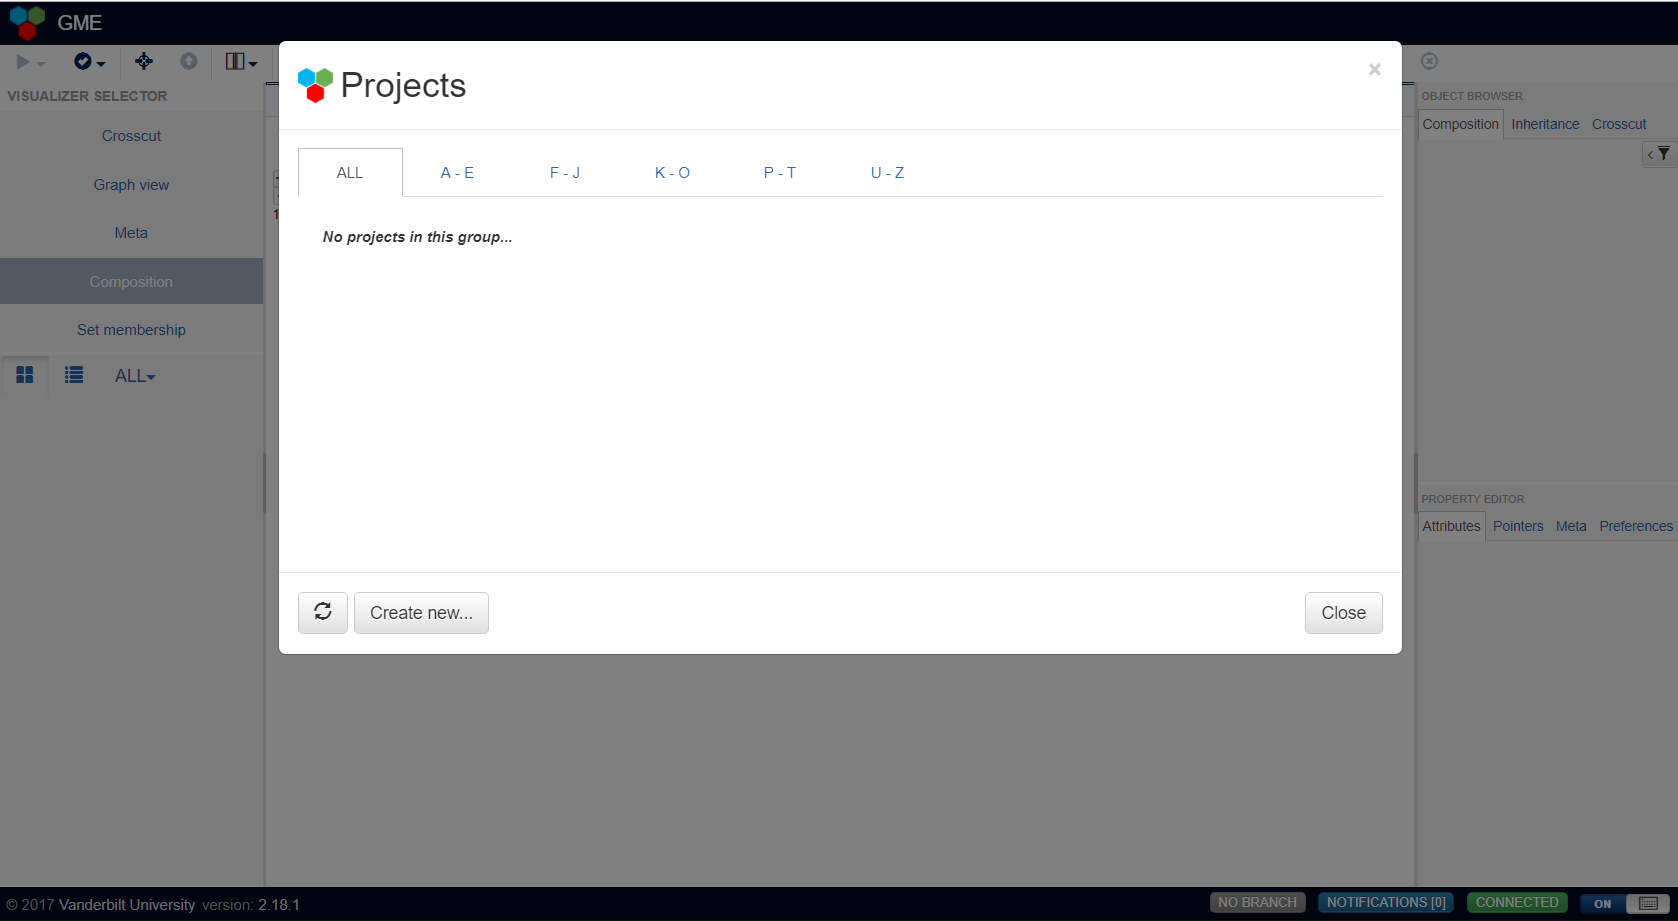 GME
VISUALIZER SELECTOR
Crosscut
Graph view
Meta
Composition
Set membership
ALL
Projects
×
ALL
A - E
F - J
K - O
P - T
U - Z
No projects in this group...
Create new...
Close
OBJECT BROWSER
Composition Inheritance Crosscut
PROPERTY EDITOR
Attributes Pointers Meta Preferences
© 2017 Vanderbilt University version: 2.18.1
NO BRANCH NOTIFICATIONS [0] CONNECTED ON